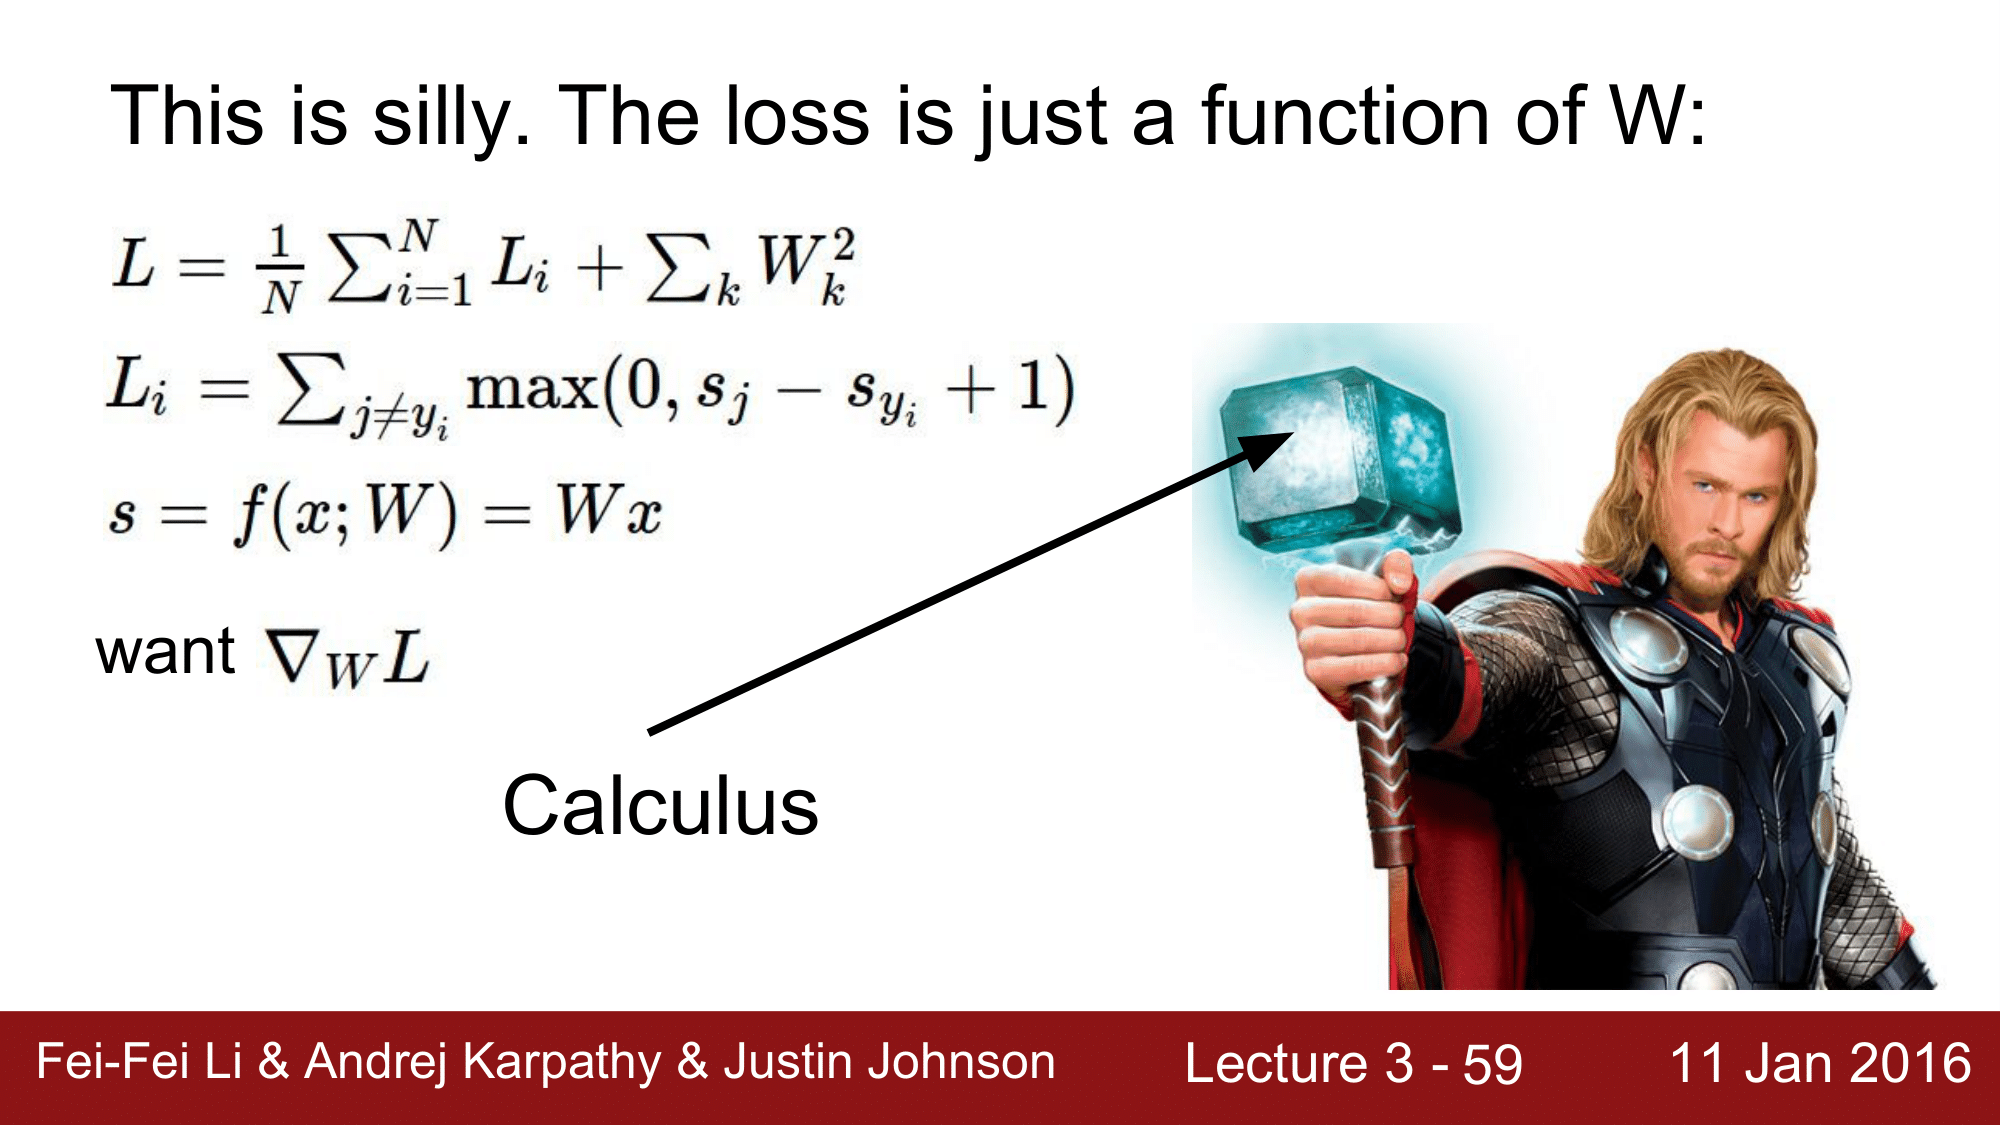 This is silly. The loss is just a function of W:
L = \frac{1}{N} \sum_{i=1}^{N} L_i + \sum_k W_k^2
L_i = \sum_{j \neq y_i} \max(0, s_j - s_{y_i} + 1)
s = f(x; W) = Wx
want \nabla_W L
Calculus
Fei-Fei Li & Andrej Karpathy & Justin Johnson Lecture 3 - 59 11 Jan 2016